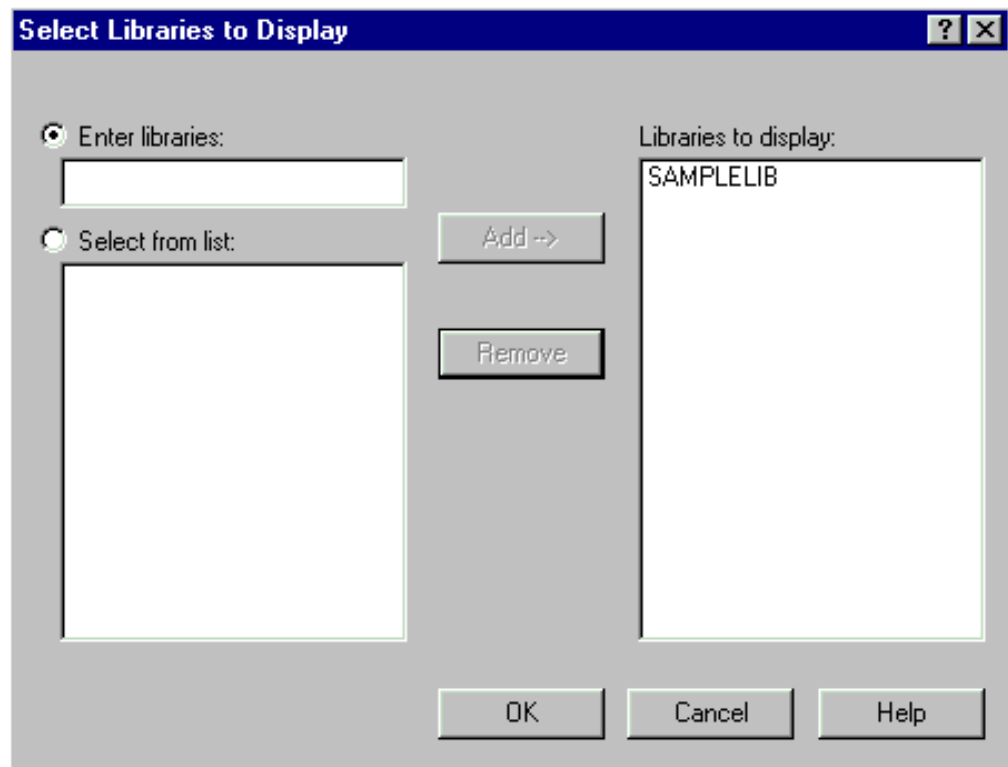 Select Libraries to Display
Enter libraries:
Select from list:
Add -->
Remove
Libraries to display:
SAMPLELIB
OK
Cancel
Help